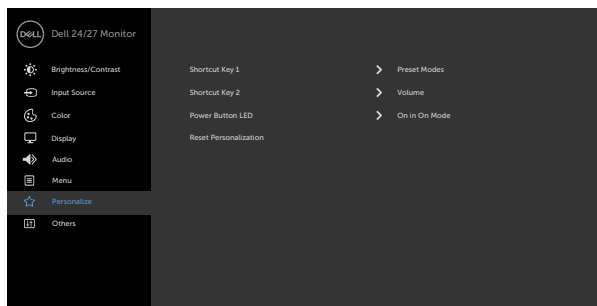 DELL Dell 24/27 Monitor
Brightness/Contrast
Input Source
Color
Display
Audio
Menu
Personalize
Others
Shortcut Key 1 Preset Modes
Shortcut Key 2 Volume
Power Button LED On in On Mode
Reset Personalization